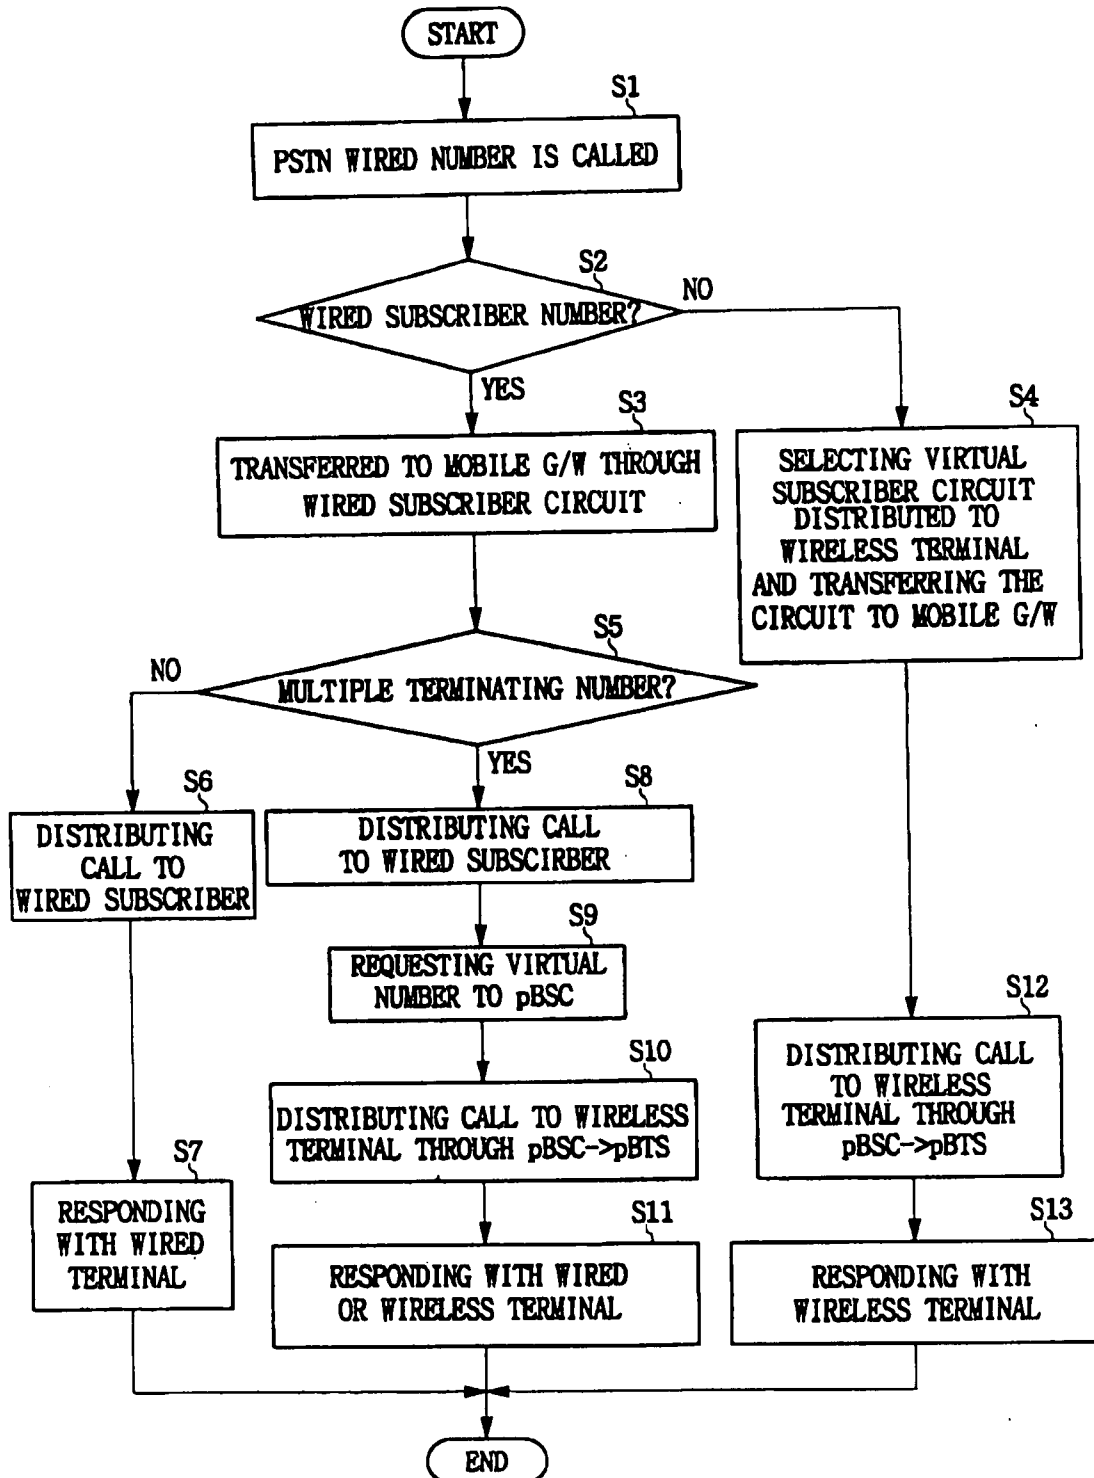 START
S1
PSTN WIRED NUMBER IS CALLED
S2
WIRED SUBSCRIBER NUMBER?
NO
YES
S3
TRANSFERRED TO MOBILE G/W THROUGH
WIRED SUBSCRIBER CIRCUIT
S4
SELECTING VIRTUAL
SUBSCRIBER CIRCUIT
DISTRIBUTED TO
WIRELESS TERMINAL
AND TRANSFERRING THE
CIRCUIT TO MOBILE G/W
S5
MULTIPLE TERMINATING NUMBER?
NO
YES
S6
DISTRIBUTING
CALL TO
WIRED SUBSCRIBER
S8
DISTRIBUTING CALL
TO WIRED SUBSCIRBER
S9
REQUESTING VIRTUAL
NUMBER TO pBSC
S10
DISTRIBUTING CALL TO WIRELESS
TERMINAL THROUGH pBSC->pBTS
S12
DISTRIBUTING CALL
TO WIRELESS
TERMINAL THROUGH
pBSC->pBTS
S7
RESPONDING
WITH WIRED
TERMINAL
S11
RESPONDING WITH WIRED
OR WIRELESS TERMINAL
S13
RESPONDING WITH
WIRELESS TERMINAL
END